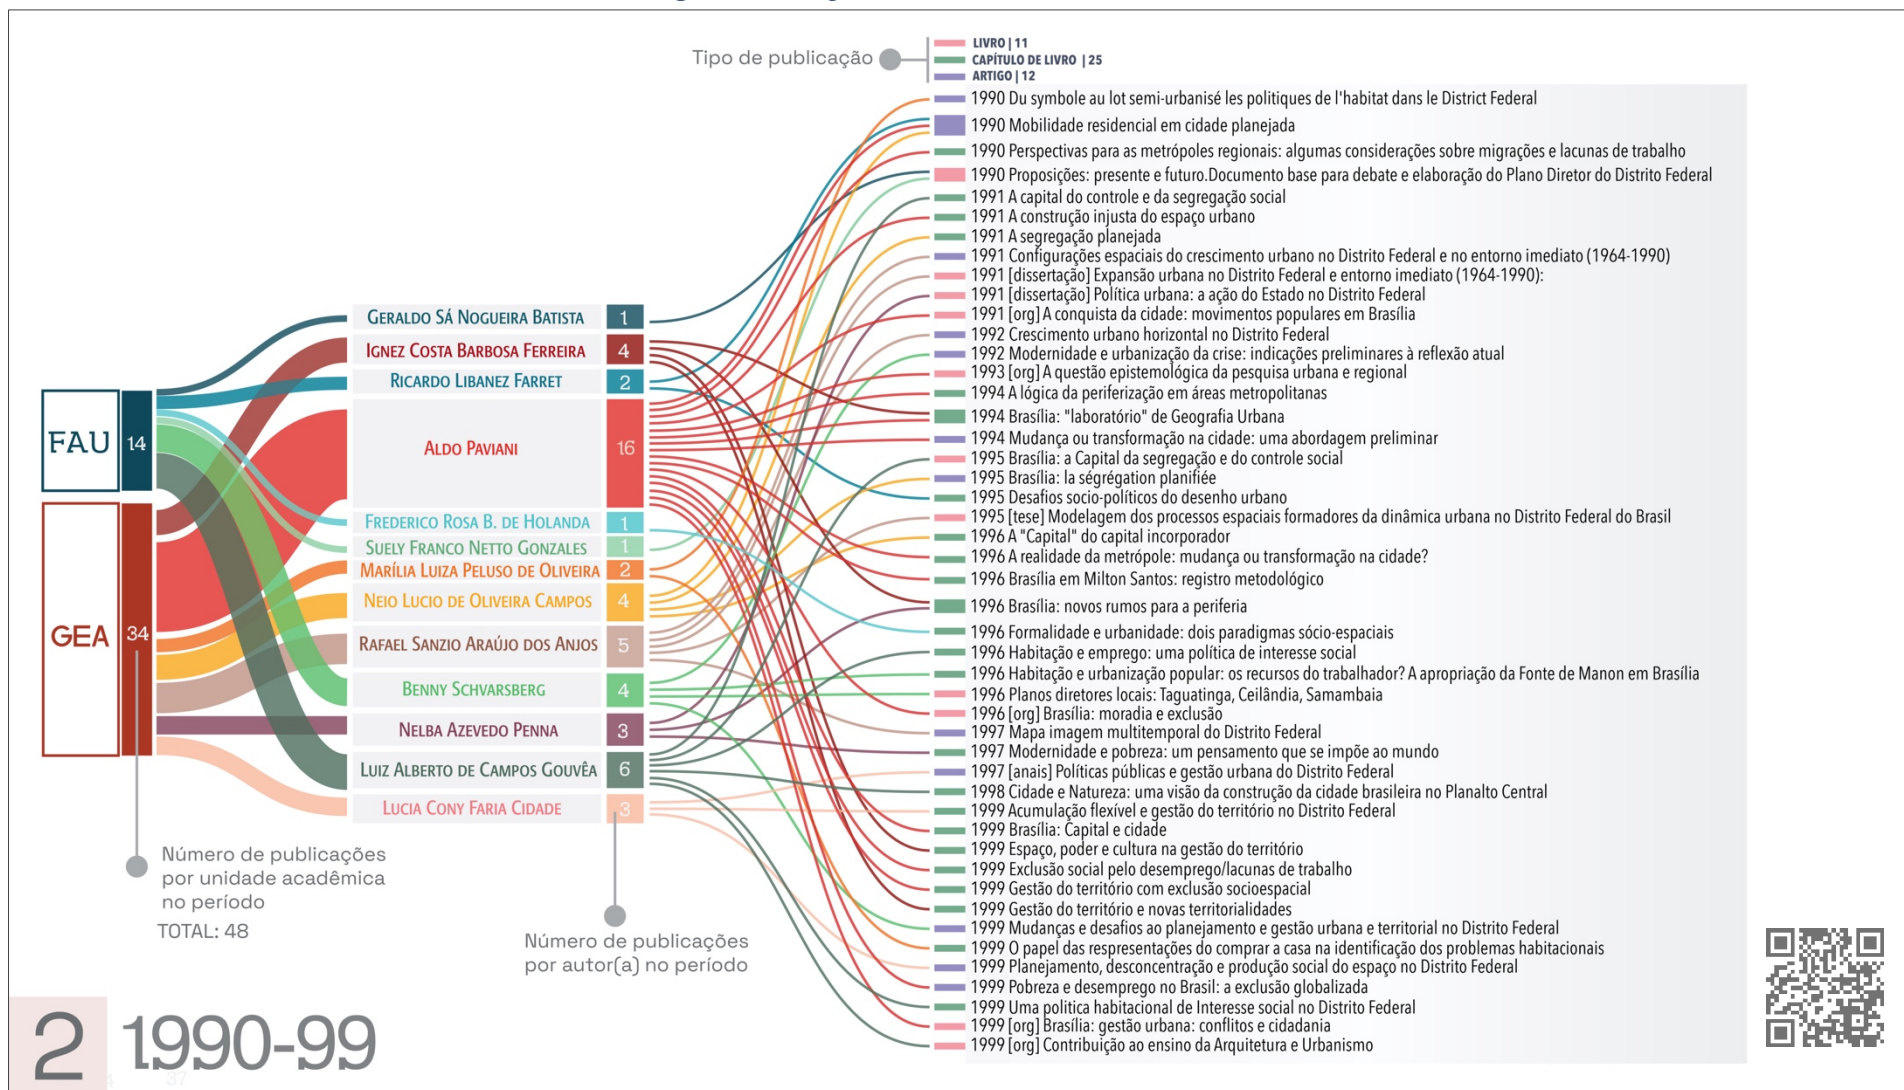 Tipo de publicação
LIVRO | 11
CAPÍTULO DE LIVRO | 25
ARTIGO | 12
1990 Du symbole au lot semi-urbanisé les politiques de l'habitat dans le District Federal
1990 Mobilidade residencial em cidade planejada
1990 Perspectivas para as metrópoles regionais: algumas considerações sobre migrações e lacunas de trabalho
1990 Proposições: presente e futuro.Documento base para debate e elaboração do Plano Diretor do Distrito Federal
1991 A capital do controle e da segregação social
1991 A construção injusta do espaço urbano
1991 A segregação planejada
1991 Configurações espaciais do crescimento urbano no Distrito Federal e no entorno imediato (1964-1990)
1991 [dissertação] Expansão urbana no Distrito Federal e entorno imediato (1964-1990):
1991 [dissertação] Política urbana: a ação do Estado no Distrito Federal
1991 [org] A conquista da cidade: movimentos populares em Brasília
1992 Crescimento urbano horizontal no Distrito Federal
1992 Modernidade e urbanização da crise: indicações preliminares à reflexão atual
1993 [org] A questão epistemológica da pesquisa urbana e regional
1994 A lógica da periferização em áreas metropolitanas
1994 Brasília: "laboratório" de Geografia Urbana
1994 Mudança ou transformação na cidade: uma abordagem preliminar
1995 Brasília: a Capital da segregação e do controle social
1995 Brasília: la ségrégation planifiée
1995 Desafios socio-políticos do desenho urbano
1995 [tese] Modelagem dos processos espaciais formadores da dinâmica urbana no Distrito Federal do Brasil
1996 A "Capital" do capital incorporador
1996 A realidade da metrópole: mudança ou transformação na cidade?
1996 Brasília em Milton Santos: registro metodológico
1996 Brasília: novos rumos para a periferia
1996 Formalidade e urbanidade: dois paradigmas sócio-espaciais
1996 Habitação e emprego: uma política de interesse social
1996 Habitação e urbanização popular: os recursos do trabalhador? A apropriação da Fonte de Manon em Brasília
1996 Planos diretores locais: Taguatinga, Ceilândia, Samambaia
1996 [org] Brasília: moradia e exclusão
1997 Mapa imagem multitemporal do Distrito Federal
1997 Modernidade e pobreza: um pensamento que se impõe ao mundo
1997 [anais] Políticas públicas e gestão urbana do Distrito Federal
1998 Cidade e Natureza: uma visão da construção da cidade brasileira no Planalto Central
1999 Acumulação flexível e gestão do território no Distrito Federal
1999 Brasília: Capital e cidade
1999 Espaço, poder e cultura na gestão do território
1999 Exclusão social pelo desemprego/lacunas de trabalho
1999 Gestão do território com exclusão socioespacial
1999 Gestão do território e novas territorialidades
1999 Mudanças e desafios ao planejamento e gestão urbana e territorial no Distrito Federal
1999 O papel das respresentações do comprar a casa na identificação dos problemas habitacionais
1999 Planejamento, desconcentração e produção social do espaço no Distrito Federal
1999 Pobreza e desemprego no Brasil: a exclusão globalizada
1999 Uma politica habitacional de Interesse social no Distrito Federal
1999 [org] Brasília: gestão urbana: conflitos e cidadania
1999 [org] Contribuição ao ensino da Arquitetura e Urbanismo
FAU 14
GEA 34
GERALDO SÁ NOGUEIRA BATISTA 1
IGNEZ COSTA BARBOSA FERREIRA 4
RICARDO LIBANEZ FARRET 2
ALDO PAVIANI 16
FREDERICO ROSA B. DE HOLANDA 1
SUELY FRANCO NETTO GONZALES 1
MARÍLIA LUIZA PELUSO DE OLIVEIRA 2
NEIO LUCIO DE OLIVEIRA CAMPOS 4
RAFAEL SANZIO ARAÚJO DOS ANJOS 5
BENNY SCHVARSBERG 4
NELBA AZEVEDO PENNA 3
LUIZ ALBERTO DE CAMPOS GOUVÊA 6
LUCIA CONY FARIA CIDADE 3
Número de publicações
por unidade acadêmica
no período
TOTAL: 48
Número de publicações
por autor(a) no período
2 1990-99
37